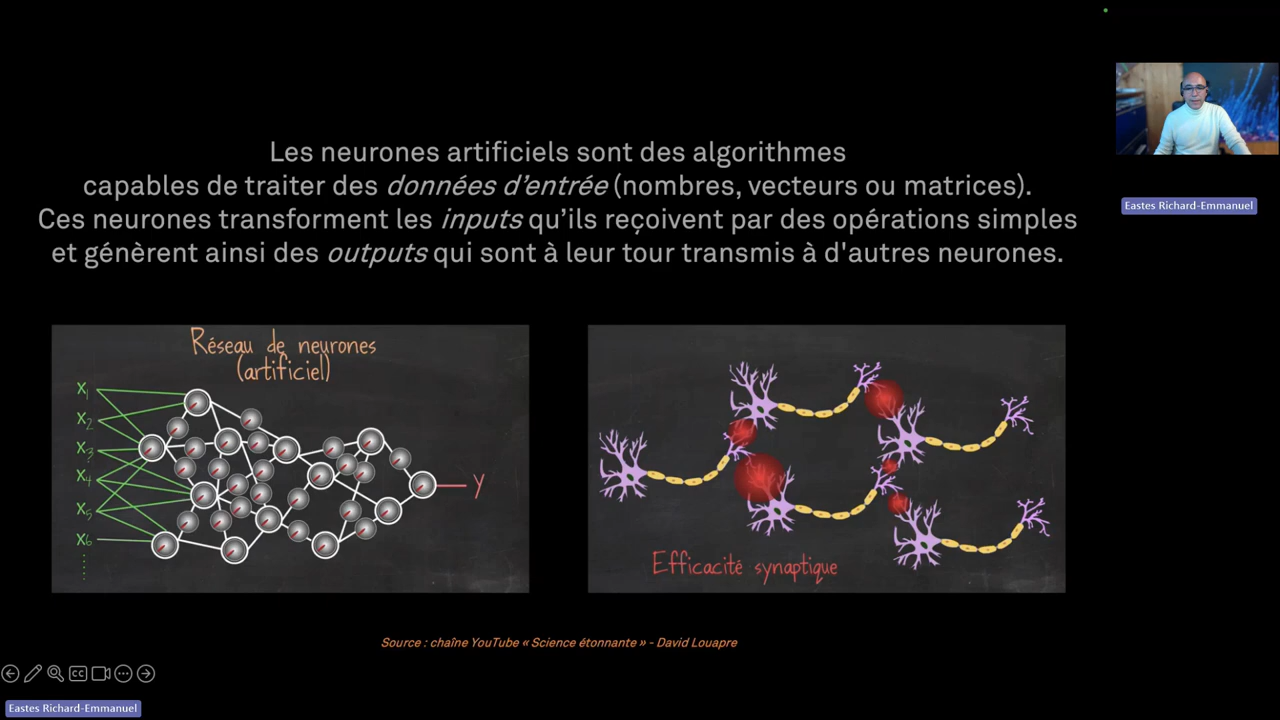 Les neurones artificiels sont des algorithmes
capables de traiter des données d'entrée (nombres, vecteurs ou matrices).
Ces neurones transforment les inputs qu'ils reçoivent par des opérations simples
et génèrent ainsi des outputs qui sont à leur tour transmis à d'autres neurones.
Eastes Richard-Emmanuel
Réseau de neurones
(artificiel)
X1
X2
X3
X4
X5
X6
y
Efficacité synaptique
Source : chaîne YouTube « Science étonnante » - David Louapre
CC
Eastes Richard-Emmanuel